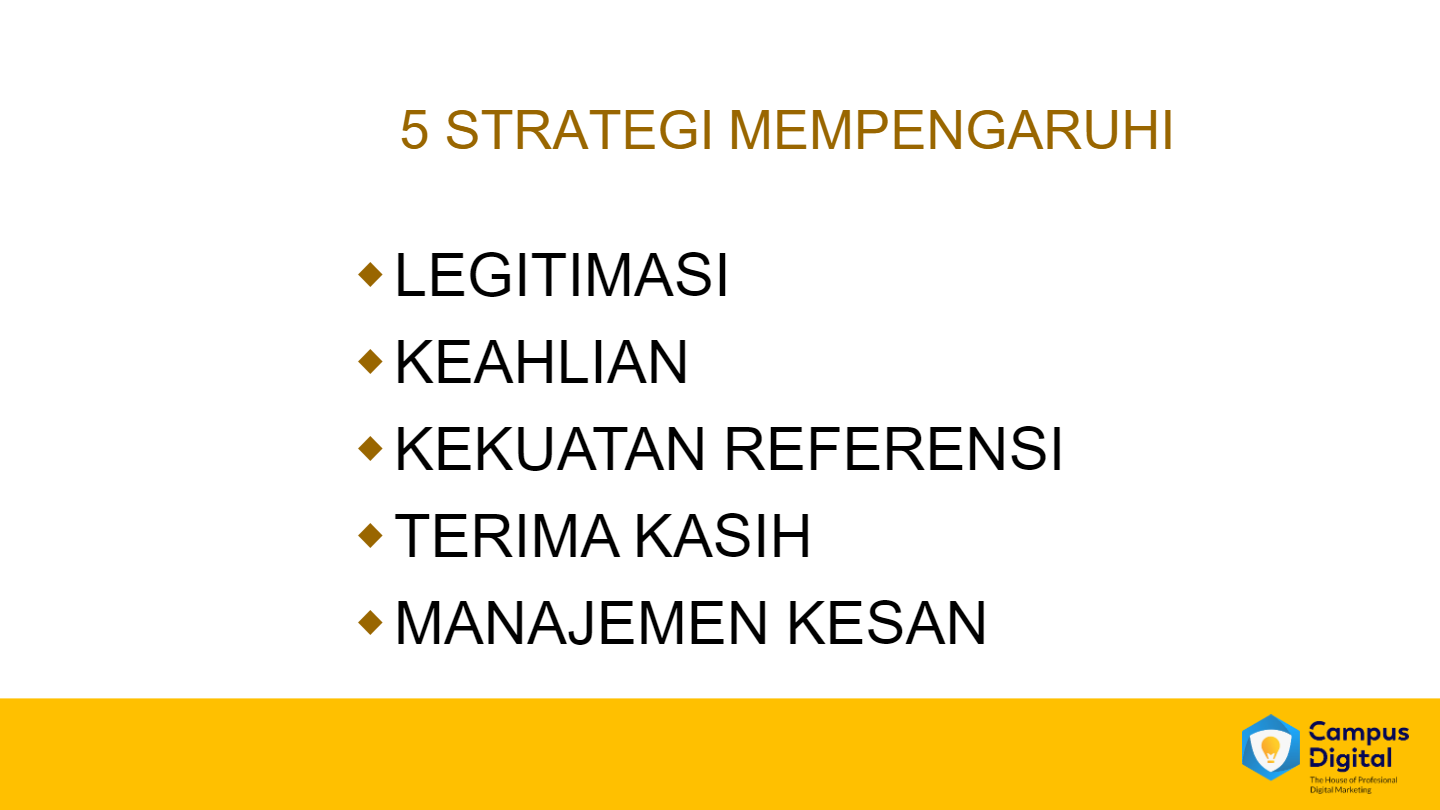 5 STRATEGI MEMPENGARUHI
LEGITIMASI
KEAHLIAN
KEKUATAN REFERENSI
TERIMA KASIH
MANAJEMEN KESAN
Campus
Digital
The House of Profesional
Digital Marketing